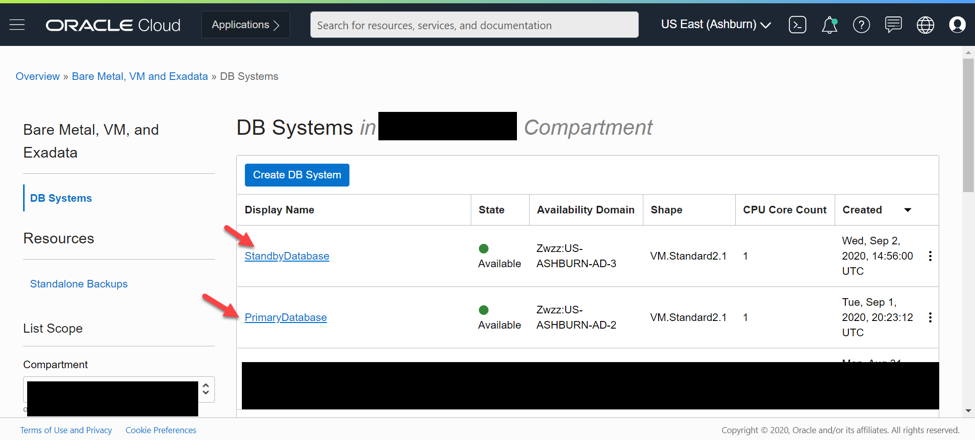 ORACLE Cloud
Applications
Search for resources, services, and documentation
US East (Ashburn)
Overview » Bare Metal, VM and Exadata » DB Systems
Bare Metal, VM, and
Exadata
DB Systems
Resources
Standalone Backups
List Scope
Compartment
DB Systems in
Compartment
Create DB System
Display Name State Availability Domain Shape CPU Core Count Created
StandbyDatabase
Available
Zwzz:US-
ASHBURN-AD-3
VM.Standard2.1
1
Wed, Sep 2,
2020, 14:56:00
UTC
PrimaryDatabase
Available
Zwzz:US-
ASHBURN-AD-2
VM.Standard2.1
1
Tue, Sep 1,
2020, 20:23:12
UTC
Terms of Use and Privacy Cookie Preferences
Copyright © 2020, Oracle and/or its affiliates. All rights reserved.